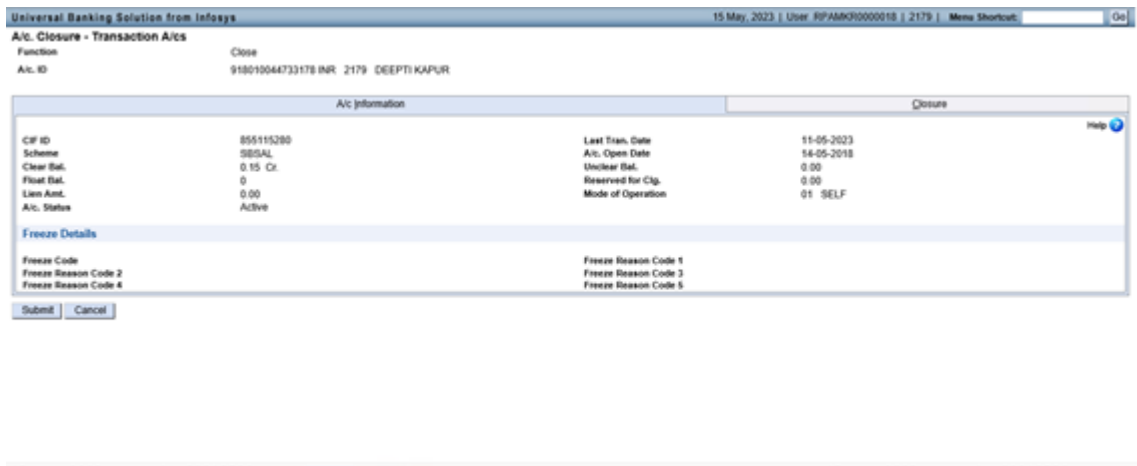 Universal Banking Solution from Infosys 15 May, 2023 | User RPAMKR0000018 | 2179 | Menu Shortcut: Go
A/c. Closure - Transaction A/cs
Function Close
A/c. ID 918010044733178 INR 2179 DEEPTI KAPUR
A/c Information Closure
Help ?
CIF ID 855115280 Last Tran. Date 11-05-2023
Scheme SBSAL A/c. Open Date 14-05-2018
Clear Bal. 0.15 Cr. Unclear Bal. 0.00
Float Bal. 0 Reserved for Clg. 0.00
Lien Amt. 0.00 Mode of Operation 01 SELF
A/c. Status Active
Freeze Details
Freeze Code Freeze Reason Code 1
Freeze Reason Code 2 Freeze Reason Code 3
Freeze Reason Code 4 Freeze Reason Code 5
Submit Cancel